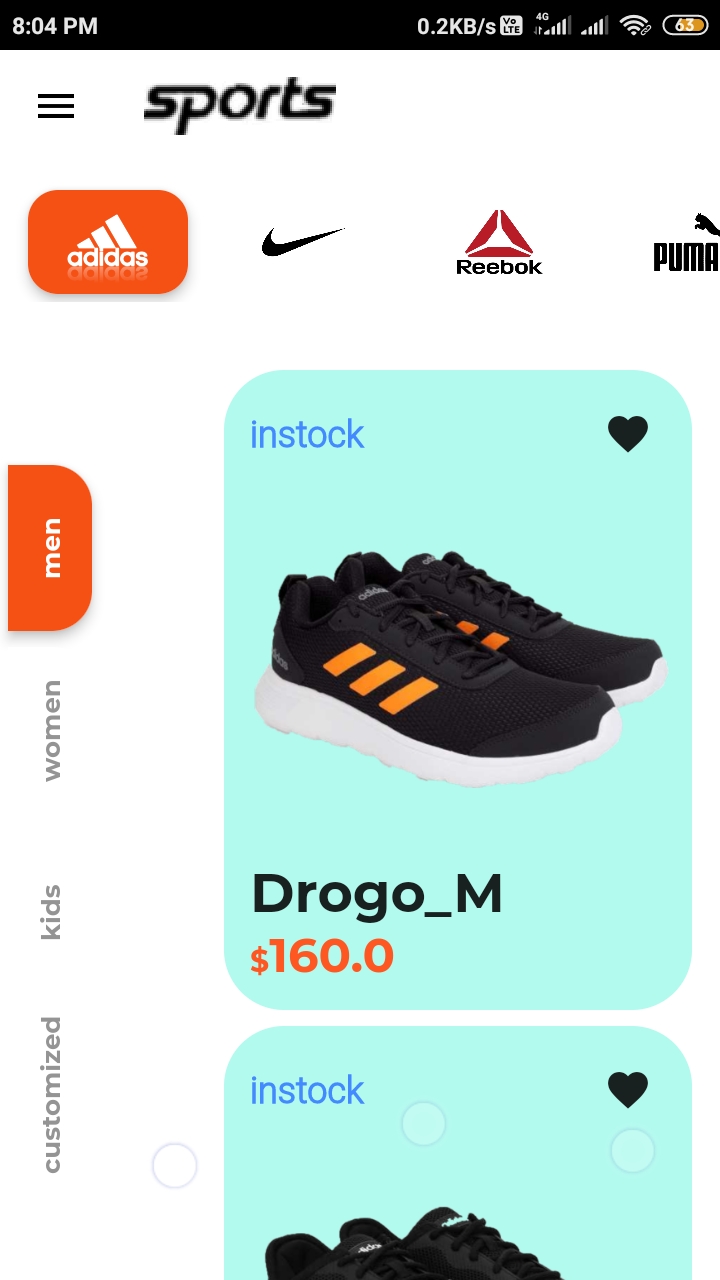 8:04 PM
0.2KB/s
Vo LTE
4G
63
sports
adidas
Reebok
PUMA
instock
adidas
men
women
kids
customized
Drogo_M
$160.0
instock